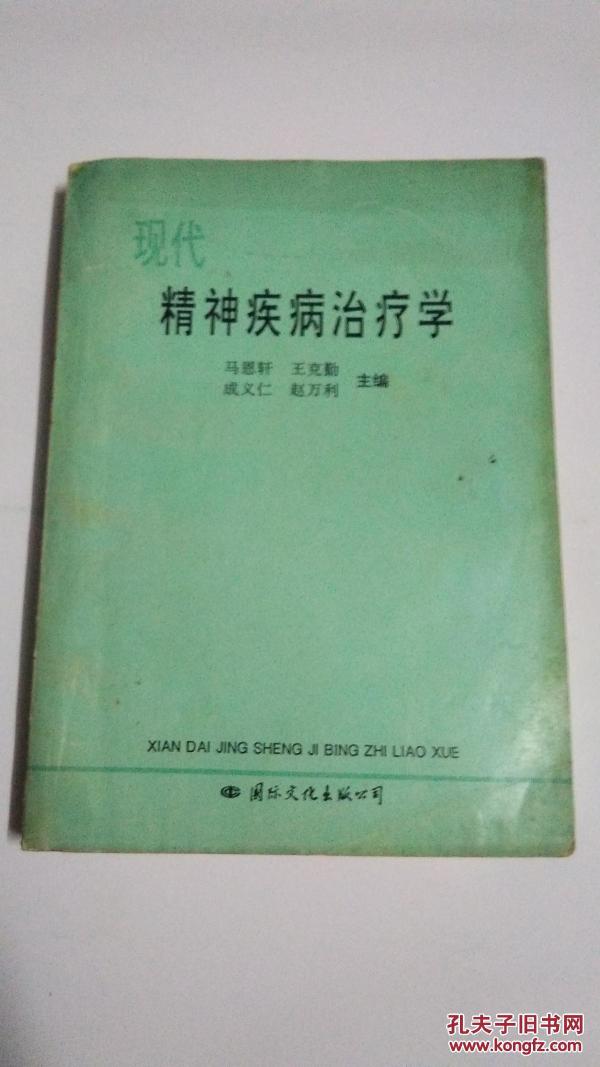 现代
精神疾病治疗学
马恩轩 王克勤
成义仁 赵万利 主编
XIAN DAI JING SHENG JI BING ZHI LIAO XUE
国际文化出版公司
孔夫子旧书网
www.kongfz.com